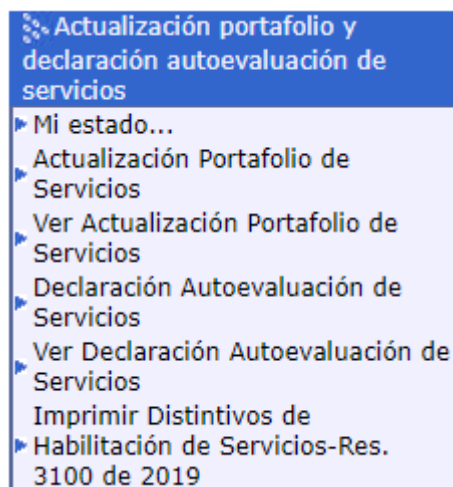 Actualización portafolio y
declaración autoevaluación de
servicios
Mi estado...
Actualización Portafolio de
Servicios
Ver Actualización Portafolio de
Servicios
Declaración Autoevaluación de
Servicios
Ver Declaración Autoevaluación de
Servicios
Imprimir Distintivos de
Habilitación de Servicios-Res.
3100 de 2019